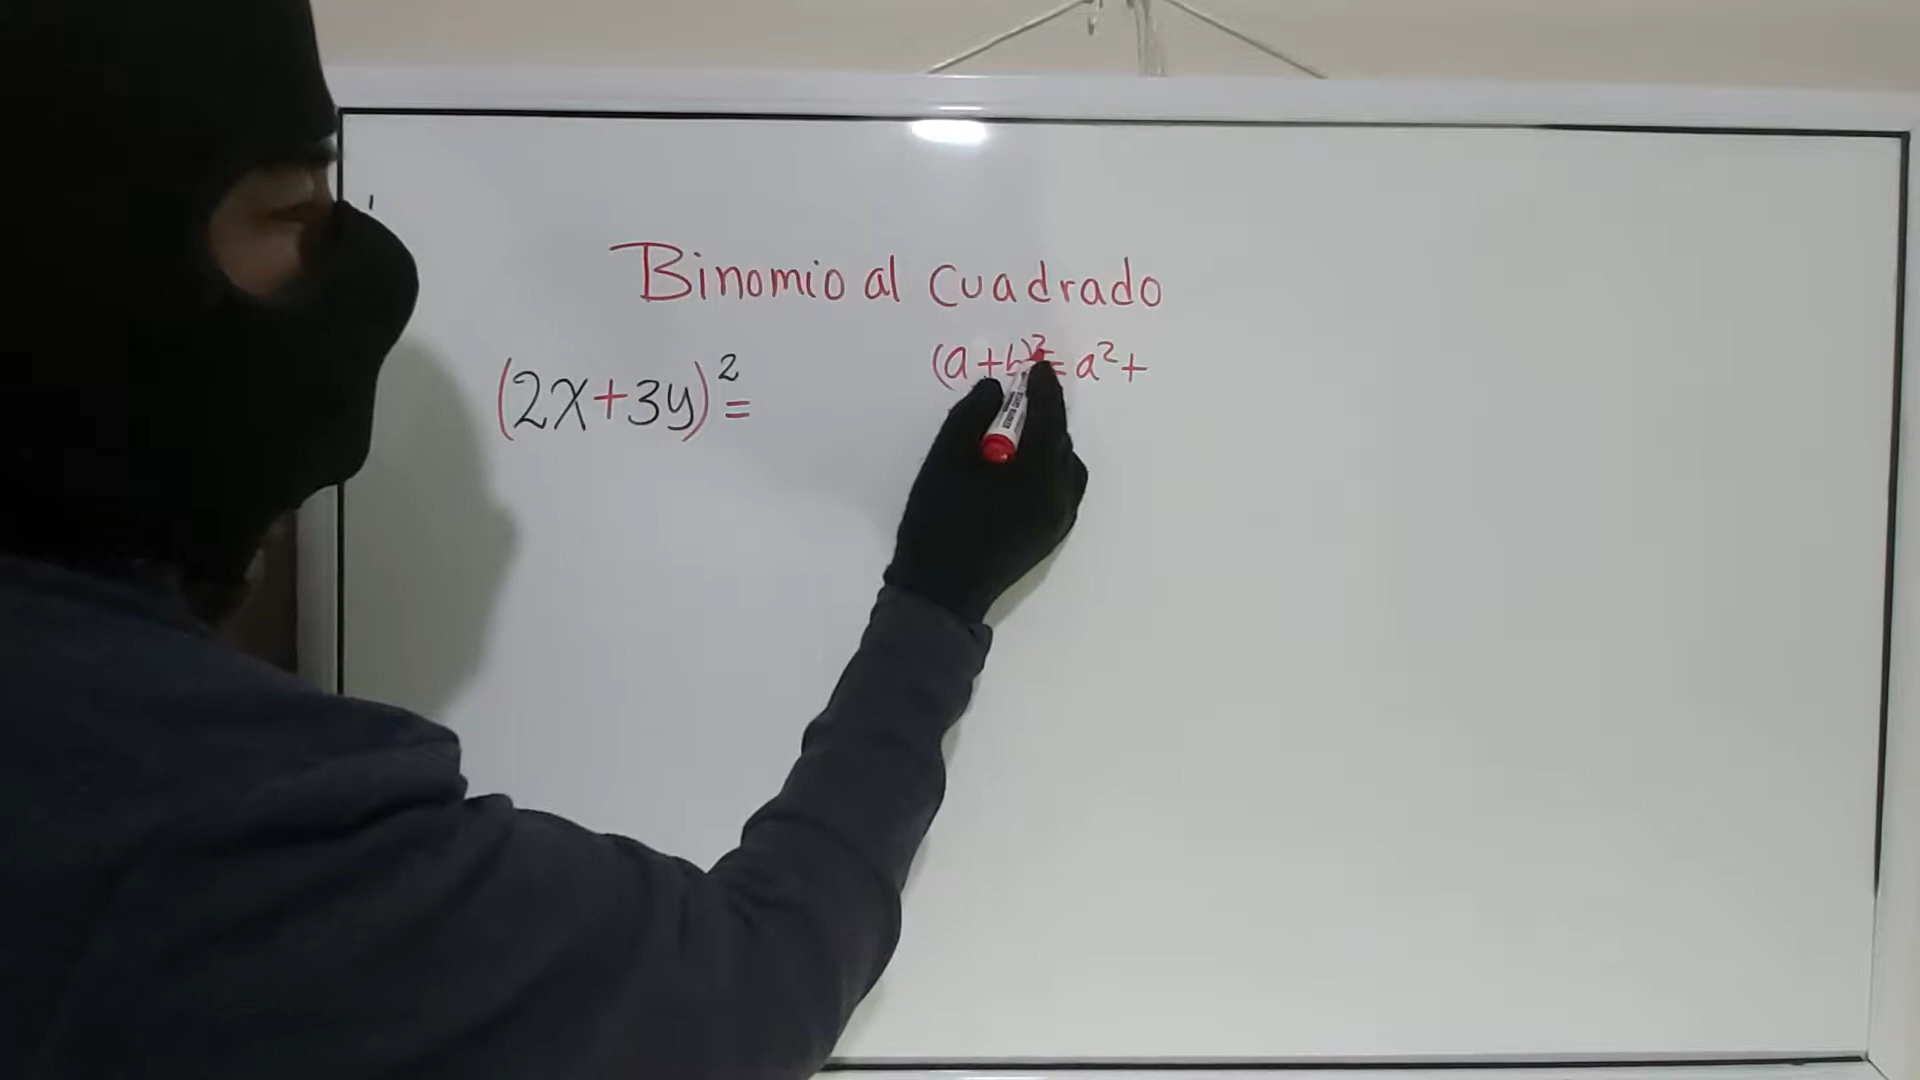 Binomio al cuadrado
(2x+3y)²=
(a+b)²=a²+